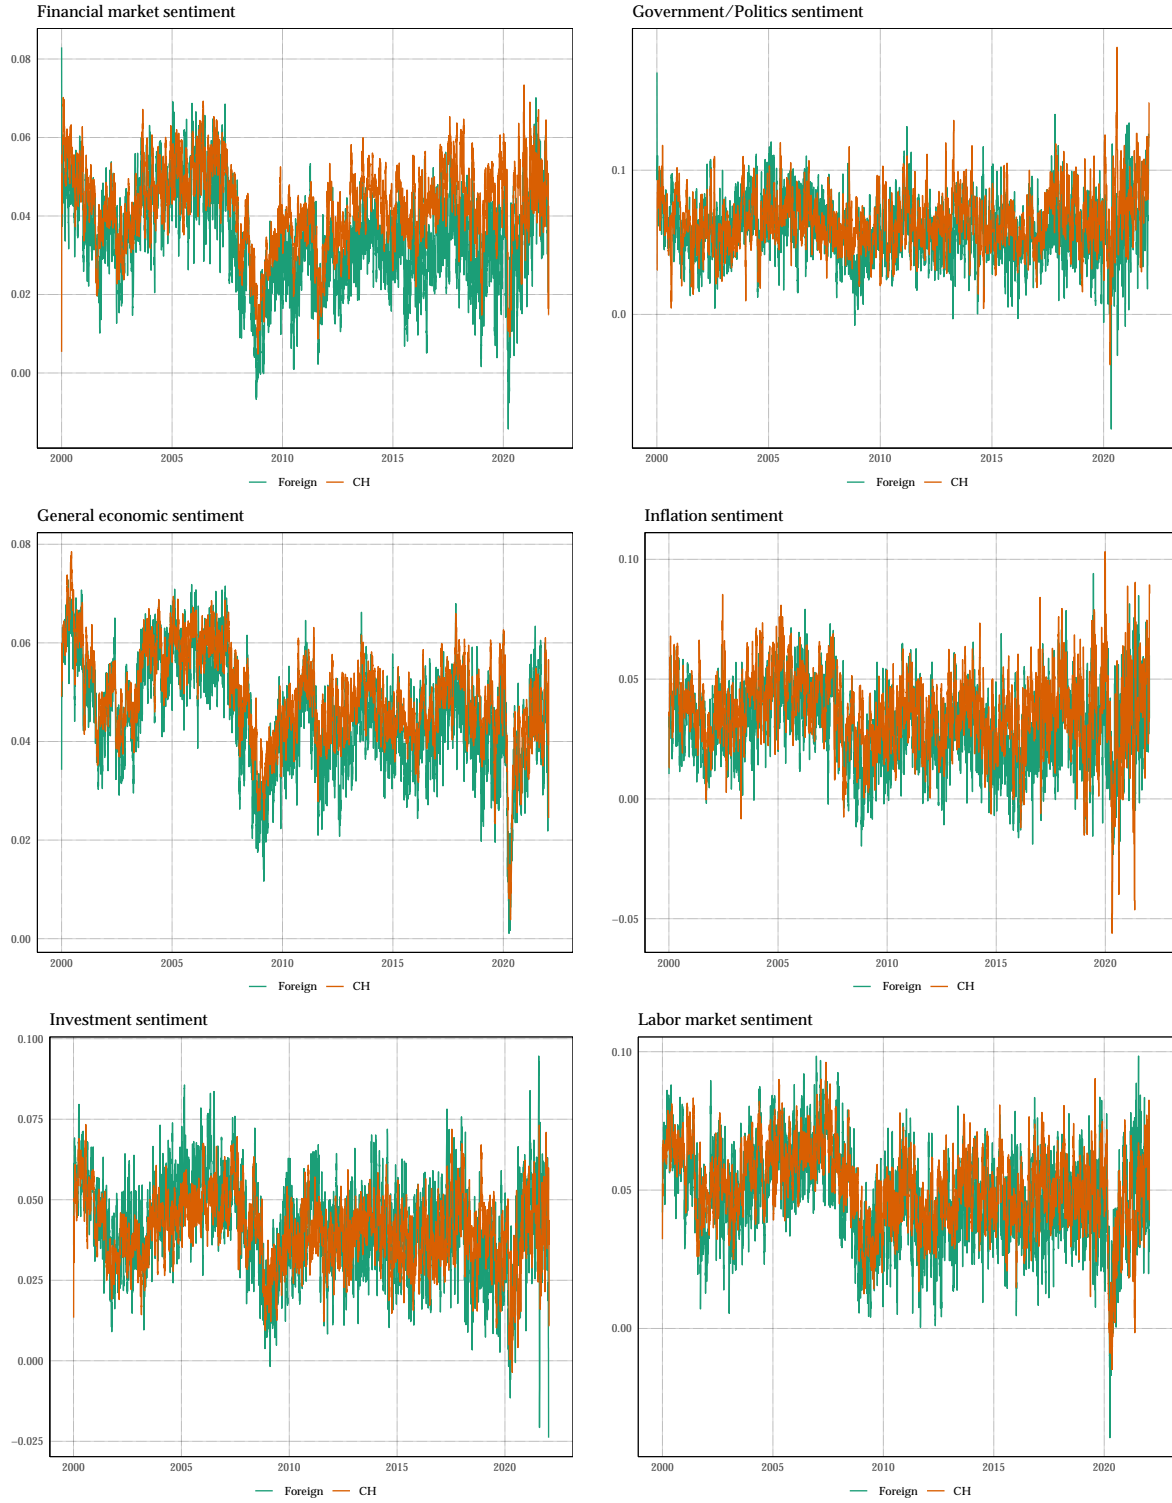 Financial market sentiment
0.08
0.06
0.04
0.02
0.00
2000 2005 2010 2015 2020
Foreign CH
Government/Politics sentiment
0.1
0.0
2000 2005 2010 2015 2020
Foreign CH
General economic sentiment
0.08
0.06
0.04
0.02
0.00
2000 2005 2010 2015 2020
Foreign CH
Inflation sentiment
0.10
0.05
0.00
−0.05
2000 2005 2010 2015 2020
Foreign CH
Investment sentiment
0.100
0.075
0.050
0.025
0.000
−0.025
2000 2005 2010 2015 2020
Foreign CH
Labor market sentiment
0.10
0.05
0.00
2000 2005 2010 2015 2020
Foreign CH